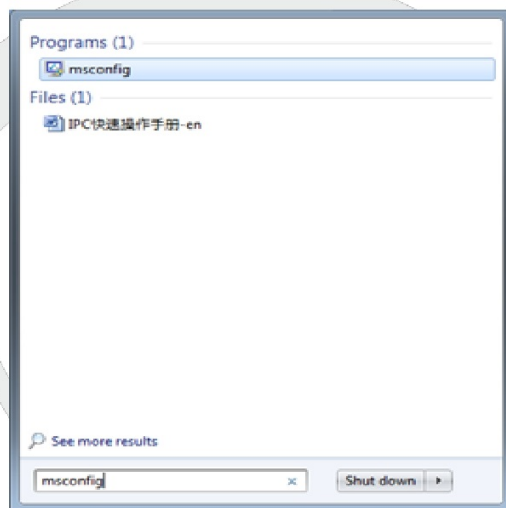 Programs (1)
msconfig
Files (1)
IPC快速操作手册-en
See more results
msconfig
Shut down